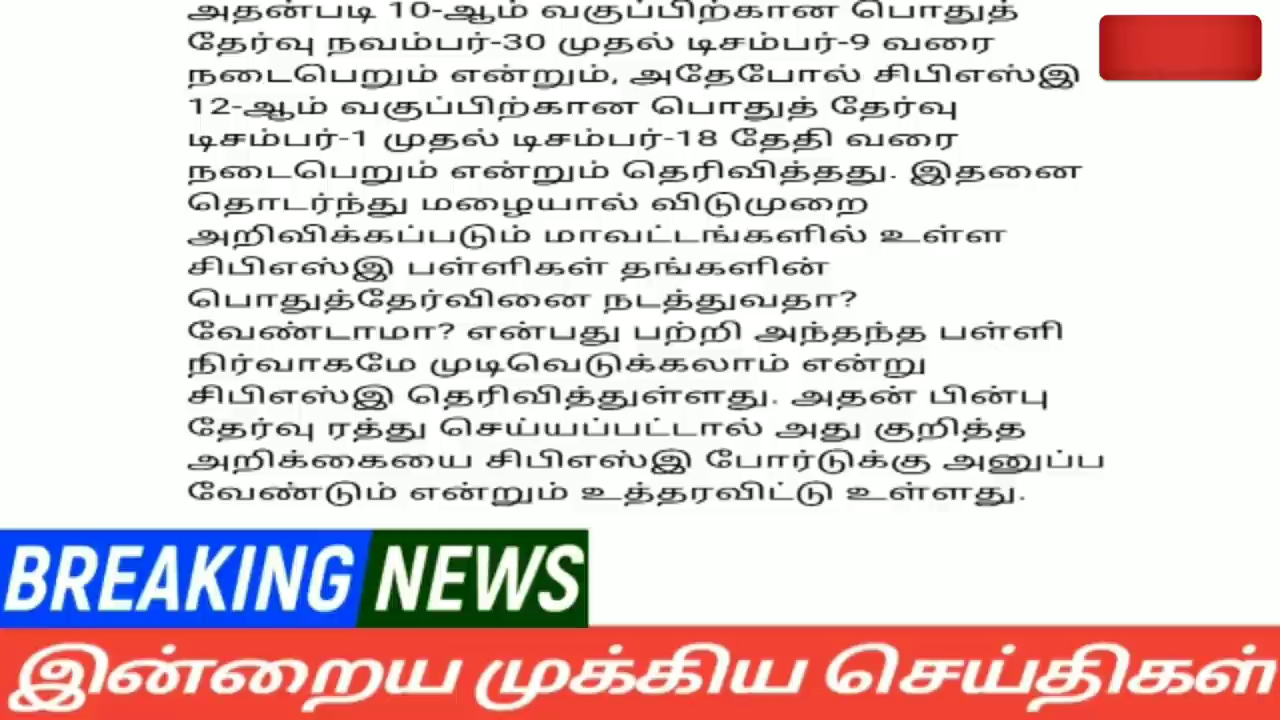 அதன்படி 10-ஆம் வகுப்பிற்கான பொதுத்
தேர்வு நவம்பர்-30 முதல் டிசம்பர்-9 வரை
நடைபெறும் என்றும், அதேபோல் சிபிஎஸ்இ
12-ஆம் வகுப்பிற்கான பொதுத் தேர்வு
டிசம்பர்-1 முதல் டிசம்பர்-18 தேதி வரை
நடைபெறும் என்றும் தெரிவித்தது. இதனை
தொடர்ந்து மழையால் விடுமுறை
அறிவிக்கப்படும் மாவட்டங்களில் உள்ள
சிபிஎஸ்இ பள்ளிகள் தங்களின்
பொதுத்தேர்வினை நடத்துவதா?
வேண்டாமா? என்பது பற்றி அந்தந்த பள்ளி
நிர்வாகமே முடிவெடுக்கலாம் என்று
சிபிஎஸ்இ தெரிவித்துள்ளது. அதன் பின்பு
தேர்வு ரத்து செய்யப்பட்டால் அது குறித்த
அறிக்கையை சிபிஎஸ்இ போர்டுக்கு அனுப்ப
வேண்டும் என்றும் உத்தரவிட்டு உள்ளது.
BREAKING NEWS
இன்றைய முக்கிய செய்திகள்